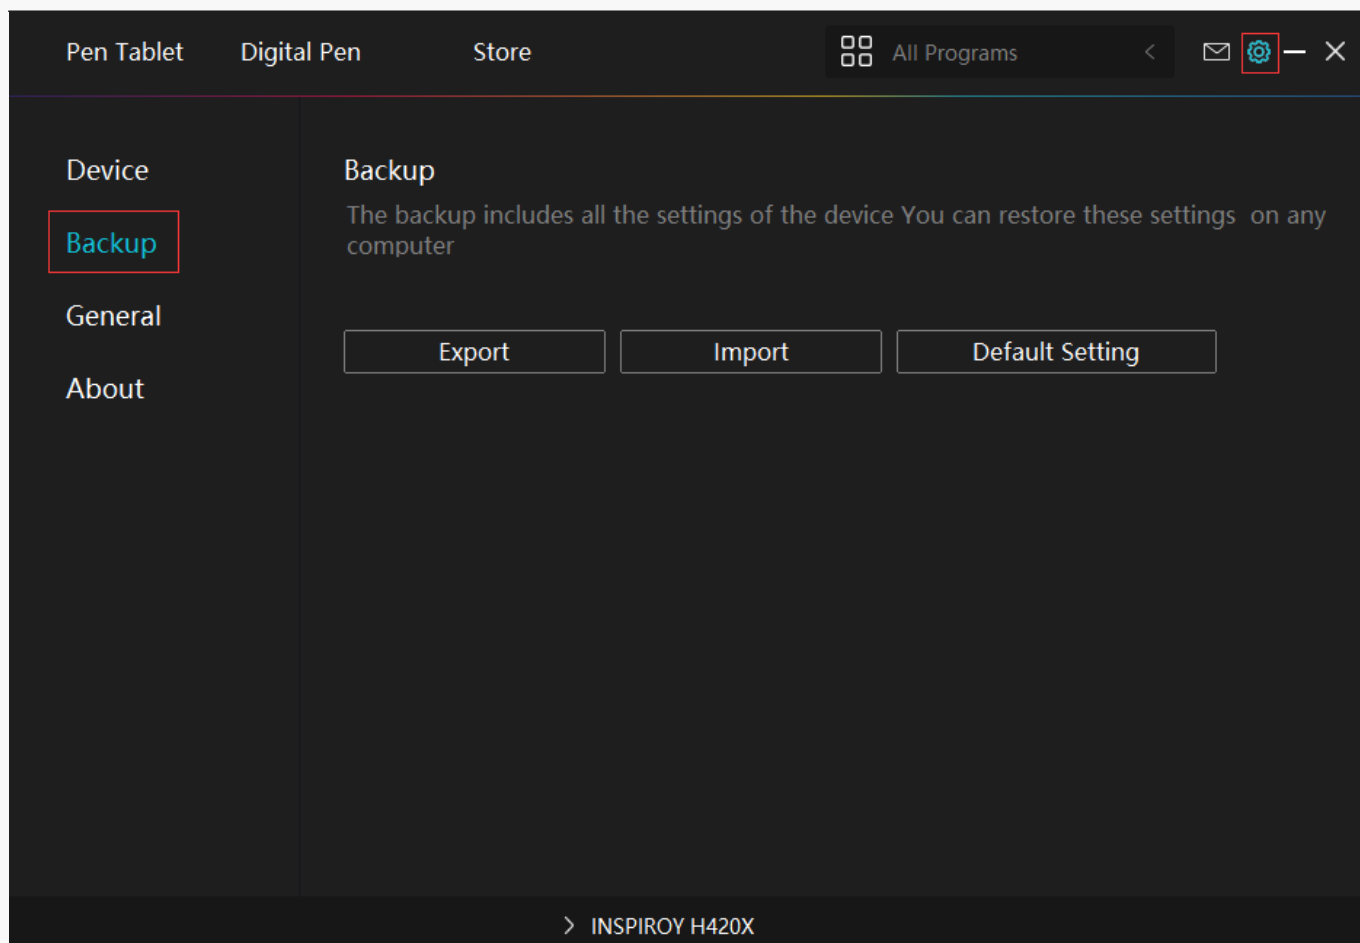 Pen Tablet Digital Pen Store All Programs
Device
Backup
General
About
Backup
The backup includes all the settings of the device You can restore these settings on any
computer
Export Import Default Setting
INSPIROY H420X